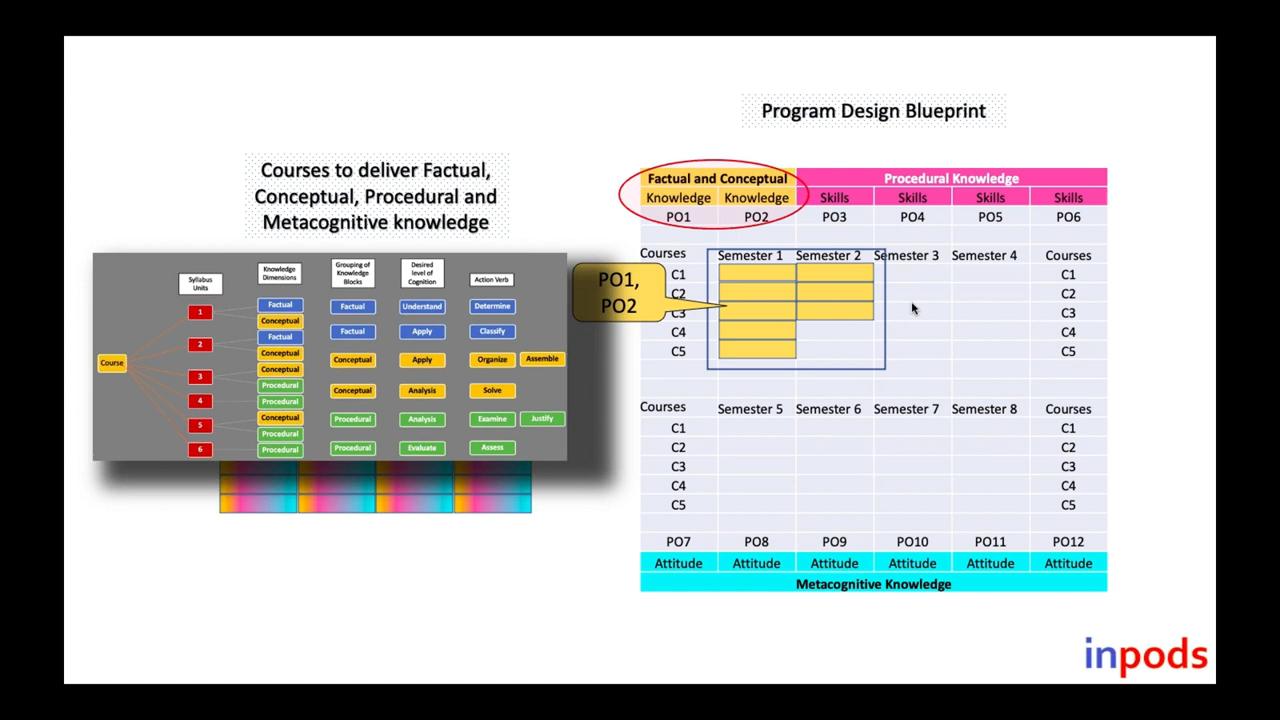 Program Design Blueprint
Courses to deliver Factual,
Conceptual, Procedural and
Metacognitive knowledge
Syllabus
Units
Knowledge
Dimensions
Grouping of
Knowledge
Blocks
Desired
level of
Cognition
Action Verb
Course
1
2
3
4
5
6
Factual
Conceptual
Factual
Conceptual
Conceptual
Procedural
Procedural
Conceptual
Procedural
Procedural
Factual Understand Determine
Factual Apply Classify
Conceptual Apply Organize Assemble
Conceptual Analysis Solve
Procedural Analysis Examine Justify
Procedural Evaluate Assess
Factual and Conceptual Procedural Knowledge
Knowledge Knowledge Skills Skills Skills Skills
PO1 PO2 PO3 PO4 PO5 PO6
Courses Semester 1 Semester 2 Semester 3 Semester 4 Courses
C1 C1
C2 C2
C3 C3
C4 C4
C5 C5
PO1,
PO2
Courses Semester 5 Semester 6 Semester 7 Semester 8 Courses
C1 C1
C2 C2
C3 C3
C4 C4
C5 C5
PO7 PO8 PO9 PO10 PO11 PO12
Attitude Attitude Attitude Attitude Attitude Attitude
Metacognitive Knowledge
inpods